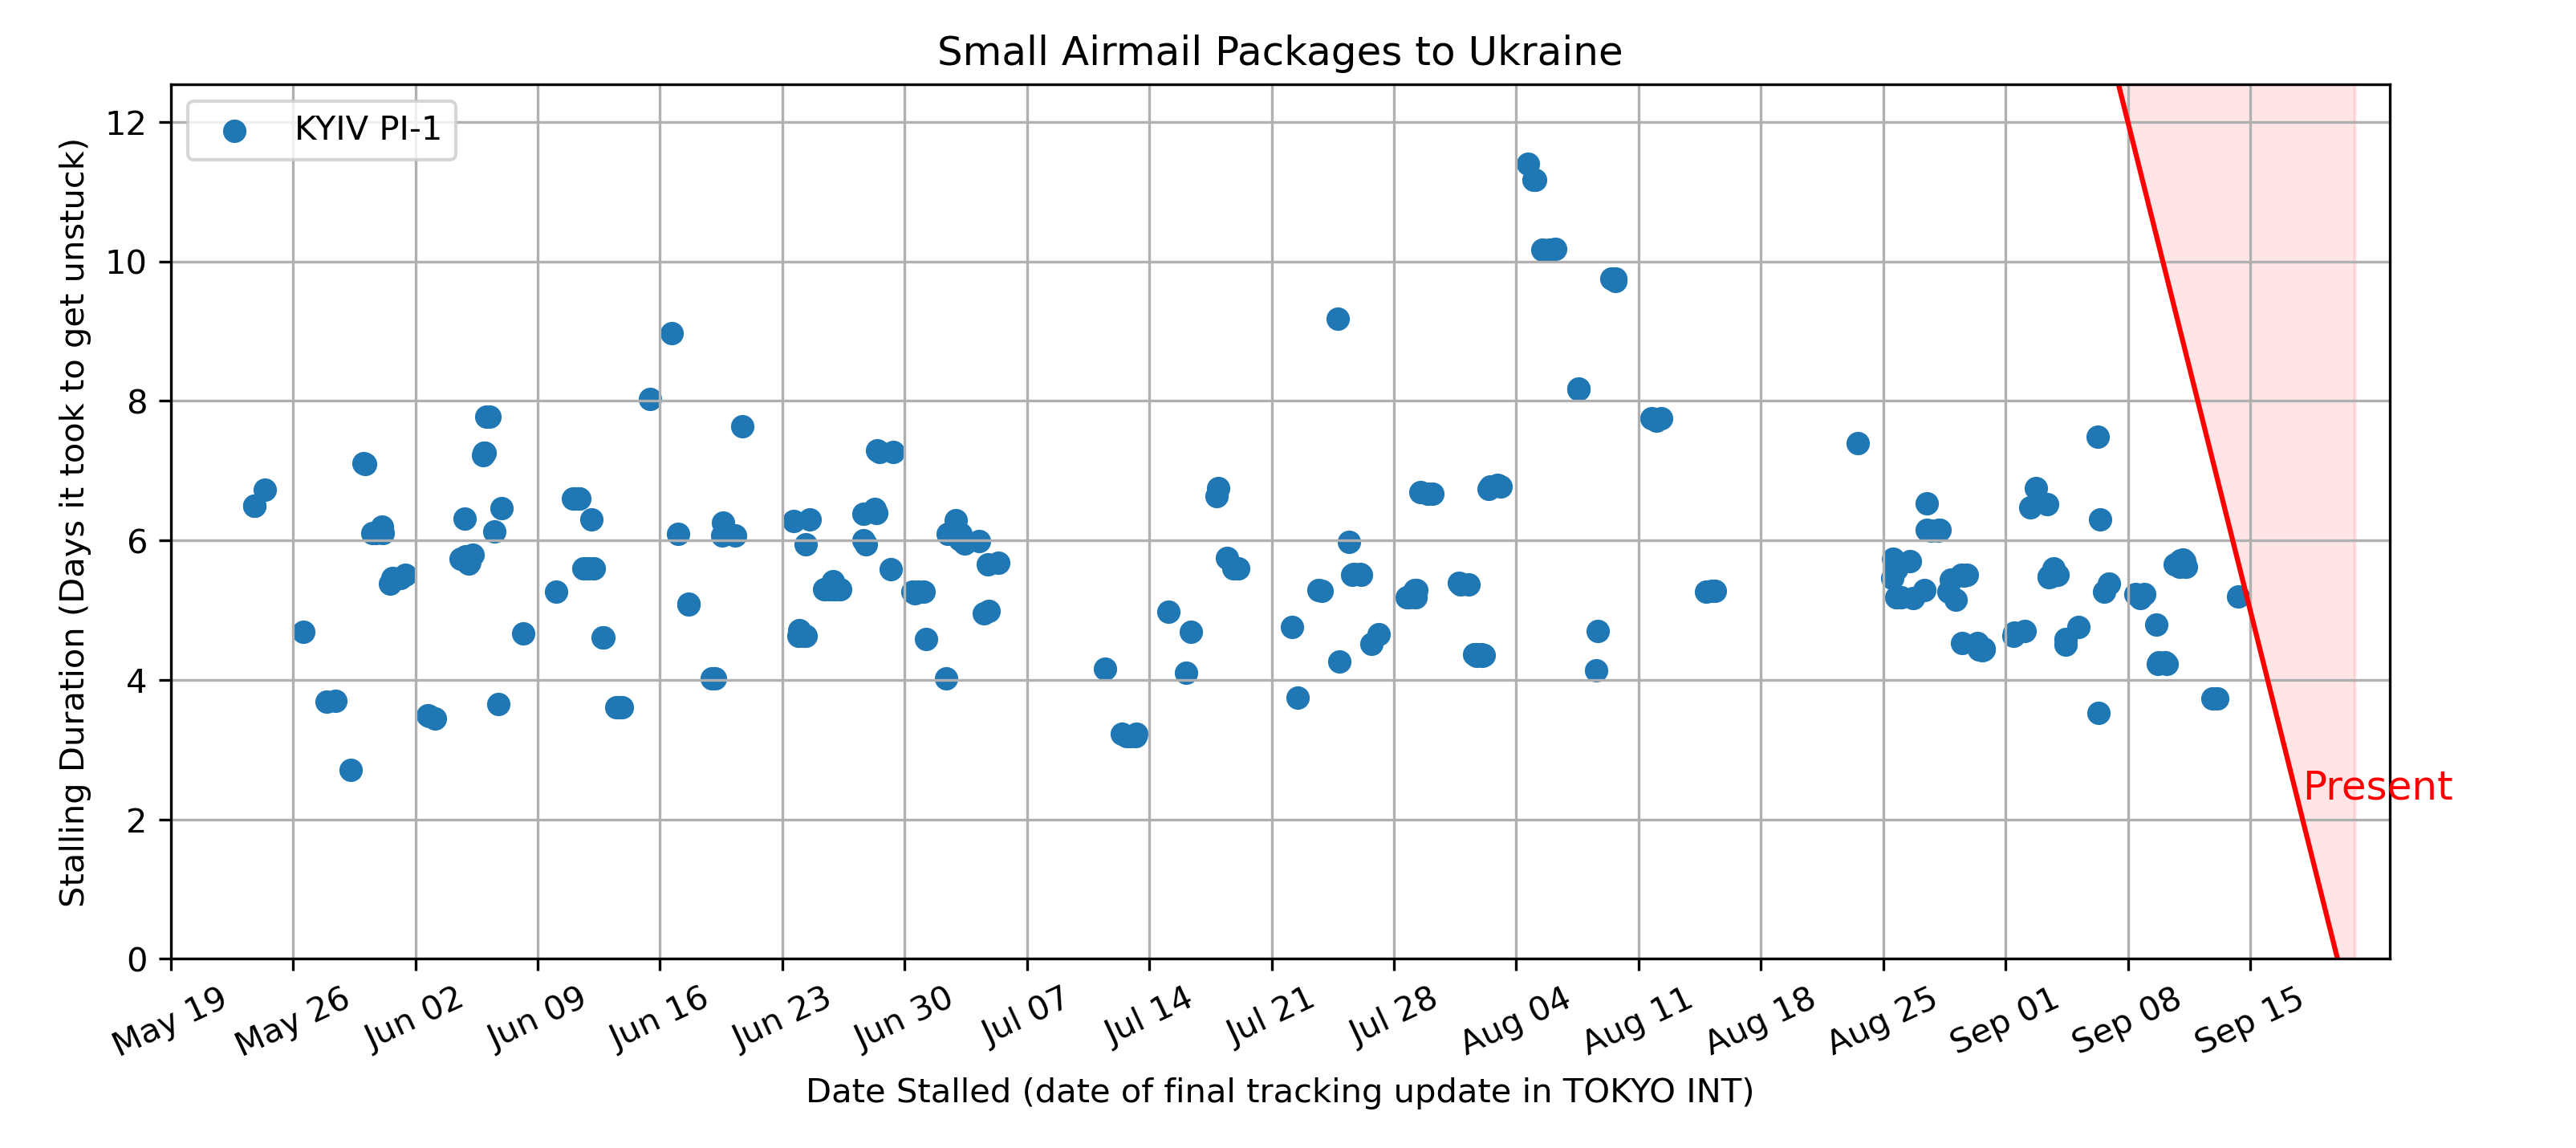 Small Airmail Packages to Ukraine
KYIV PI-1
Stalling Duration (Days it took to get unstuck)
12
10
8
6
4
2
0
Present
May 19
May 26
Jun 02
Jun 09
Jun 16
Jun 23
Jun 30
Jul 07
Jul 14
Jul 21
Jul 28
Aug 04
Aug 11
Aug 18
Aug 25
Sep 01
Sep 08
Sep 15
Date Stalled (date of final tracking update in TOKYO INT)